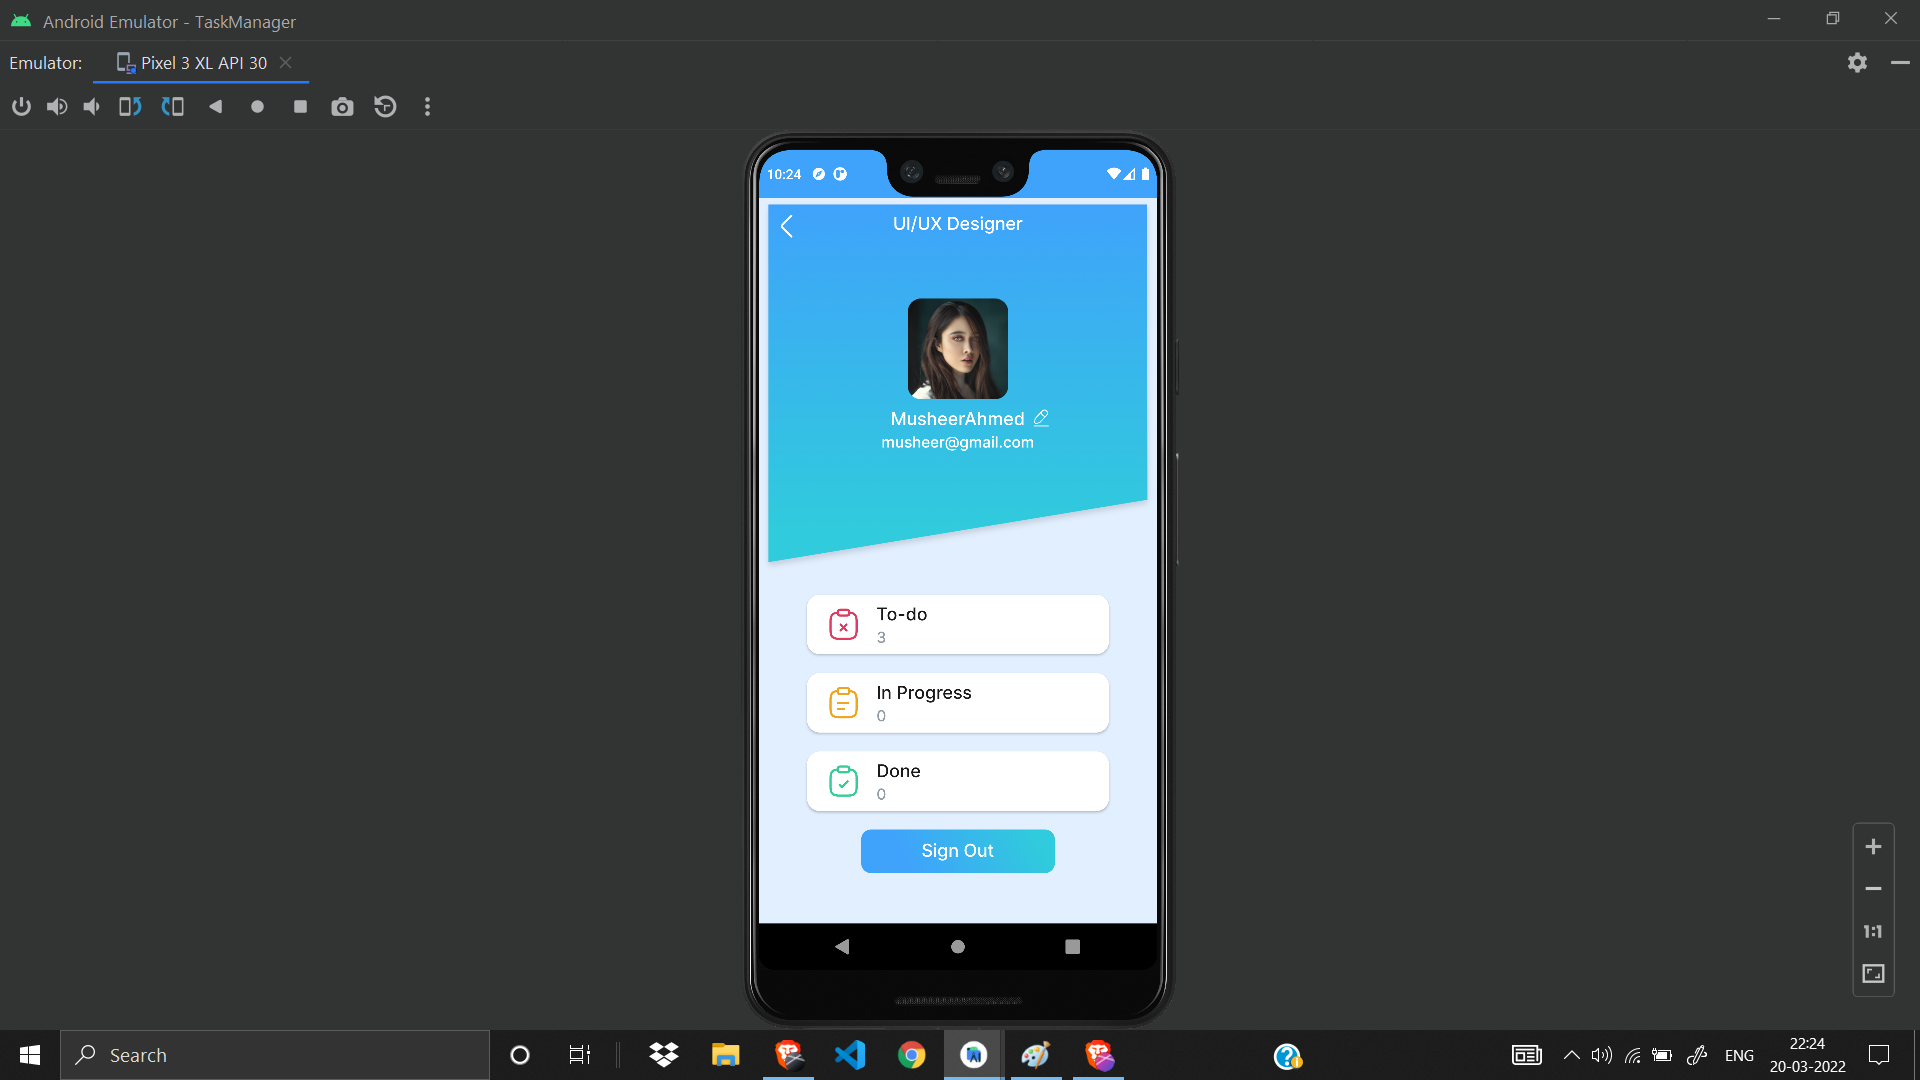 Android Emulator - TaskManager
Emulator: Pixel 3 XL API 30
10:24
UI/UX Designer
MusheerAhmed
musheer@gmail.com
To-do
3
In Progress
0
Done
0
Sign Out
1:1
Search
ENG
22:24
20-03-2022